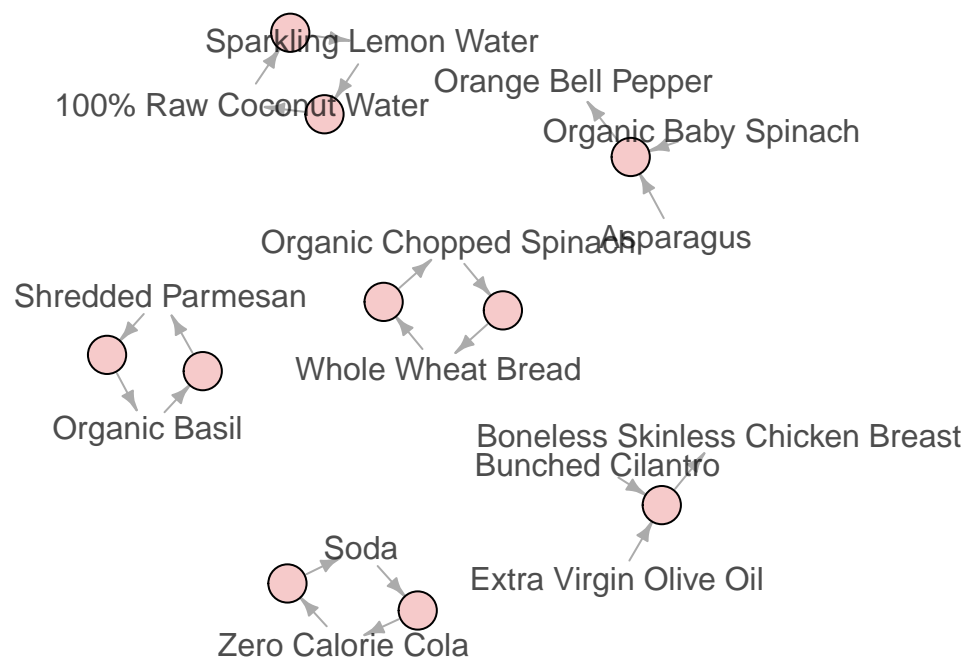 Sparkling Lemon Water
Orange Bell Pepper
100% Raw Coconut Water
Organic Baby Spinach
Asparagus
Organic Chopped Spinach
Shredded Parmesan
Whole Wheat Bread
Organic Basil
Boneless Skinless Chicken Breast
Bunched Cilantro
Soda
Extra Virgin Olive Oil
Zero Calorie Cola